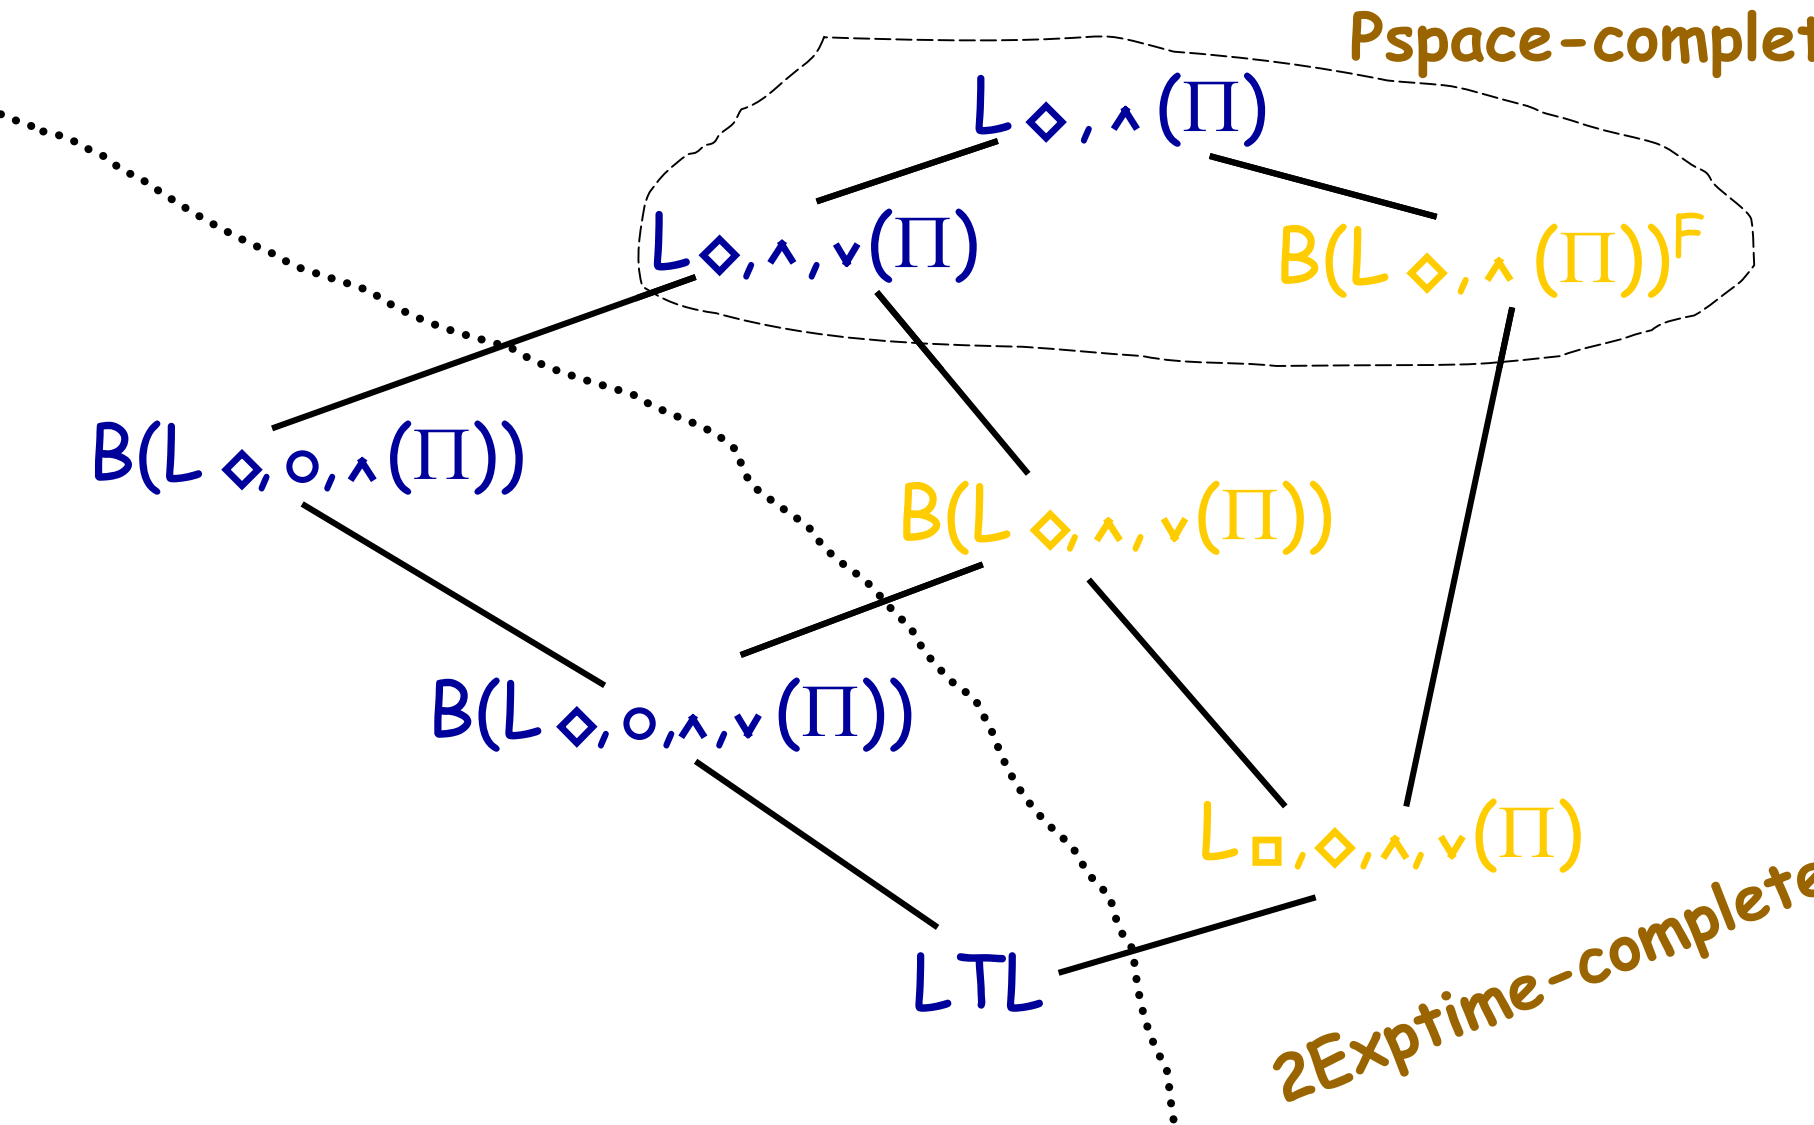 Pspace-complet
L ◇, ∧ (Π)
L ◇, ∧, ∨ (Π)
B(L ◇, ∧ (Π))^F
B(L ◇, ○, ∧ (Π))
B(L ◇, ∧, ∨ (Π))
B(L ◇, ○, ∧, ∨ (Π))
L □, ◇, ∧, ∨ (Π)
LTL
2Exptime-complete